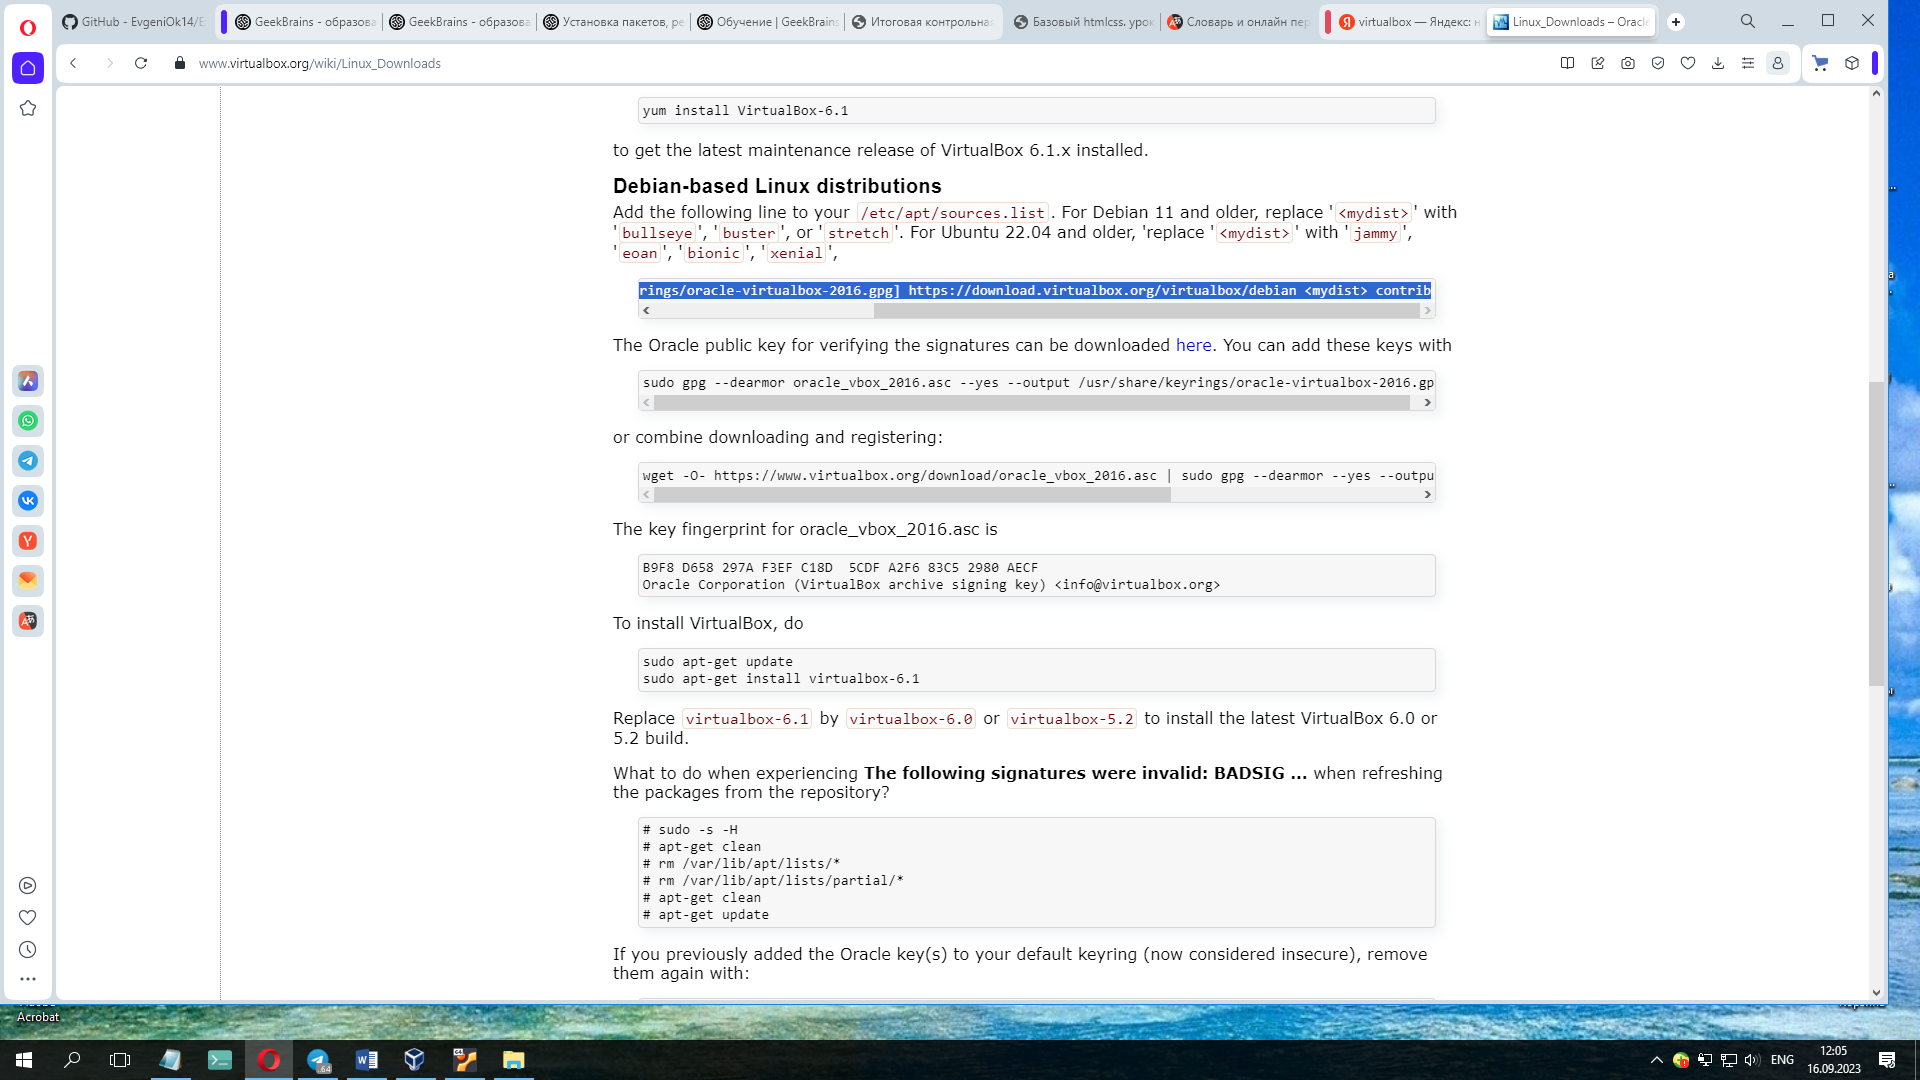 GitHub - EvgeniOk14/E
GeekBrains - образова
GeekBrains - образова
Установка пакетов, ре
Обучение | GeekBrains
Итоговая контрольная
Базовый htmlcss. урок
Словарь и онлайн пер
virtualbox — Яндекс: н
Linux_Downloads – Oracle
www.virtualbox.org/wiki/Linux_Downloads
yum install VirtualBox-6.1
to get the latest maintenance release of VirtualBox 6.1.x installed.
Debian-based Linux distributions
Add the following line to your /etc/apt/sources.list. For Debian 11 and older, replace '<mydist>' with
'bullseye', 'buster', or 'stretch'. For Ubuntu 22.04 and older, 'replace '<mydist>' with 'jammy',
'eoan', 'bionic', 'xenial',
rings/oracle-virtualbox-2016.gpg] https://download.virtualbox.org/virtualbox/debian <mydist> contrib
The Oracle public key for verifying the signatures can be downloaded here. You can add these keys with
sudo gpg --dearmor oracle_vbox_2016.asc --yes --output /usr/share/keyrings/oracle-virtualbox-2016.gp
or combine downloading and registering:
wget -O- https://www.virtualbox.org/download/oracle_vbox_2016.asc | sudo gpg --dearmor --yes --outpu
The key fingerprint for oracle_vbox_2016.asc is
B9F8 D658 297A F3EF C18D  5CDF A2F6 83C5 2980 AECF
Oracle Corporation (VirtualBox archive signing key) <info@virtualbox.org>
To install VirtualBox, do
sudo apt-get update
sudo apt-get install virtualbox-6.1
Replace virtualbox-6.1 by virtualbox-6.0 or virtualbox-5.2 to install the latest VirtualBox 6.0 or
5.2 build.
What to do when experiencing The following signatures were invalid: BADSIG ... when refreshing
the packages from the repository?
# sudo -s -H
# apt-get clean
# rm /var/lib/apt/lists/*
# rm /var/lib/apt/lists/partial/*
# apt-get clean
# apt-get update
If you previously added the Oracle key(s) to your default keyring (now considered insecure), remove
them again with:
Acrobat
64
ENG
12:05
16.09.2023